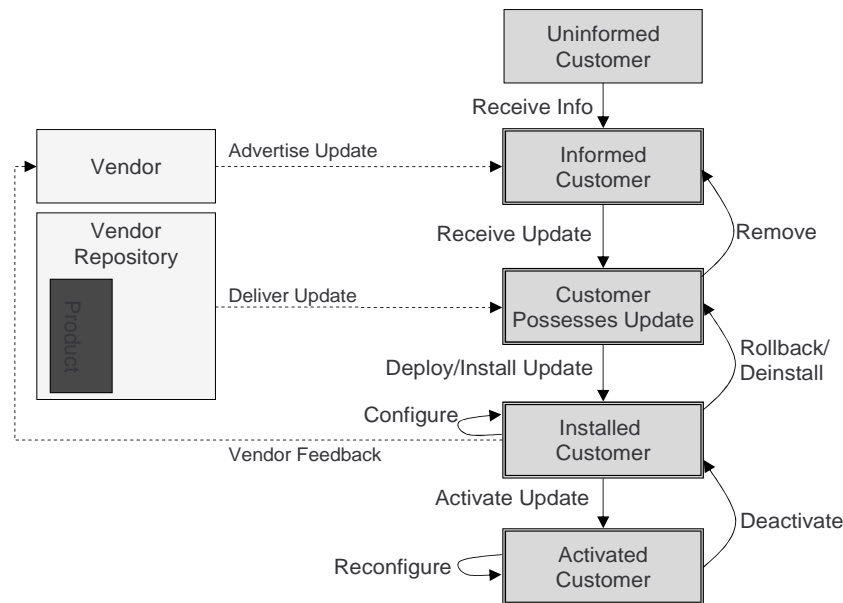 Uninformed
Customer
Receive Info
Vendor
Advertise Update
Informed
Customer
Vendor
Repository
Receive Update
Remove
Product
Deliver Update
Customer
Possesses Update
Deploy/Install Update
Rollback/
Deinstall
Configure
Installed
Customer
Vendor Feedback
Activate Update
Deactivate
Reconfigure
Activated
Customer